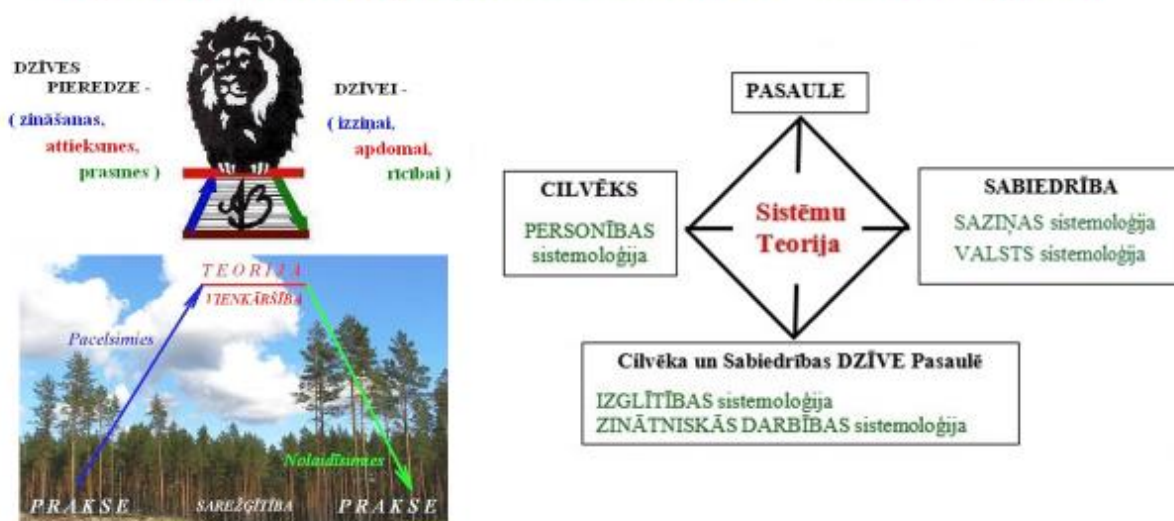 DZĪVES
PIEREDZE -
( zināšanas,
attieksmes,
prasmes )
DZĪVEI -
( izziņai,
apdomai,
rīcībai )
TEORIJA
VIENKĀRŠĪBA
Pacelsimies
Nolaidīsimies
PRAKSE
SAREŽĢĪTĪBA
PRAKSE
PASAULE
CILVĒKS
PERSONĪBAS
sistemoloģija
Sistēmu
Teorija
SABIEDRĪBA
SAZIŅAS sistemoloģija
VALSTS sistemoloģija
Cilvēka un Sabiedrības DZĪVE Pasaulē
IZGLĪTĪBAS sistemoloģija
ZINĀTNISKĀS DARBĪBAS sistemoloģija